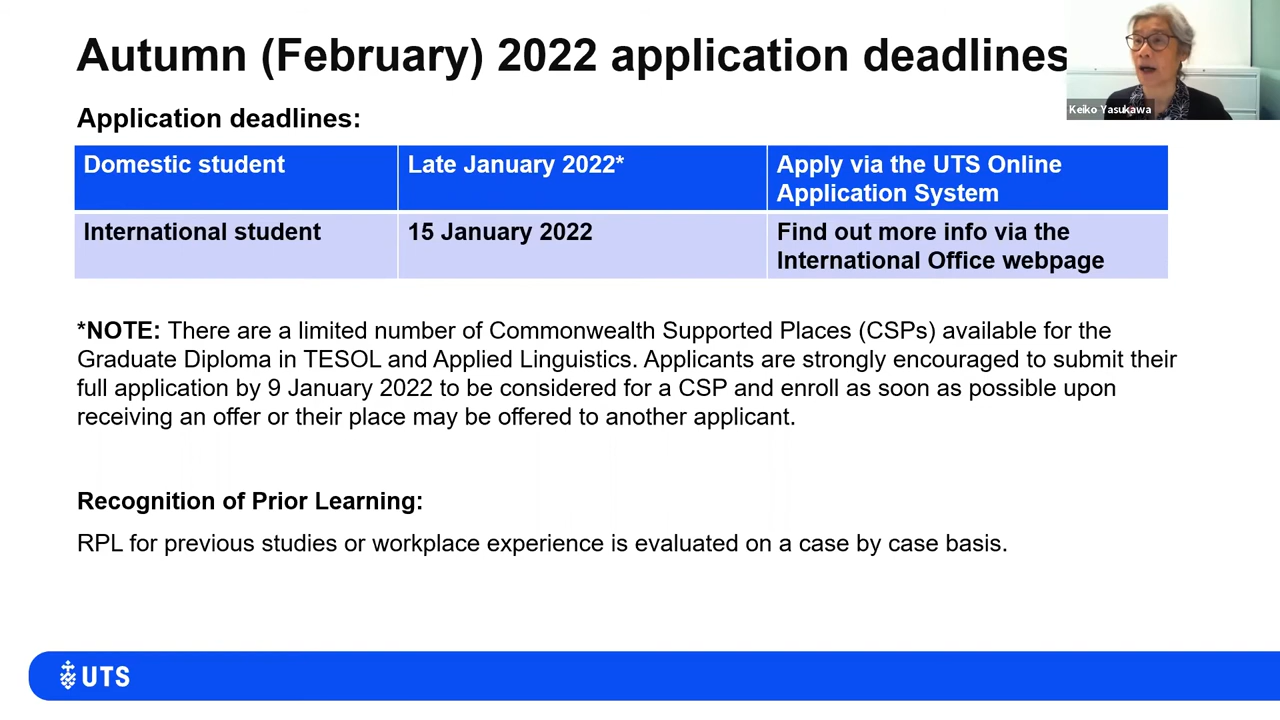 Autumn (February) 2022 application deadlines
Keiko Yasukawa
Application deadlines:
Domestic student
Late January 2022*
Apply via the UTS Online
Application System
International student
15 January 2022
Find out more info via the
International Office webpage
*NOTE: There are a limited number of Commonwealth Supported Places (CSPs) available for the
Graduate Diploma in TESOL and Applied Linguistics. Applicants are strongly encouraged to submit their
full application by 9 January 2022 to be considered for a CSP and enroll as soon as possible upon
receiving an offer or their place may be offered to another applicant.
Recognition of Prior Learning:
RPL for previous studies or workplace experience is evaluated on a case by case basis.
UTS